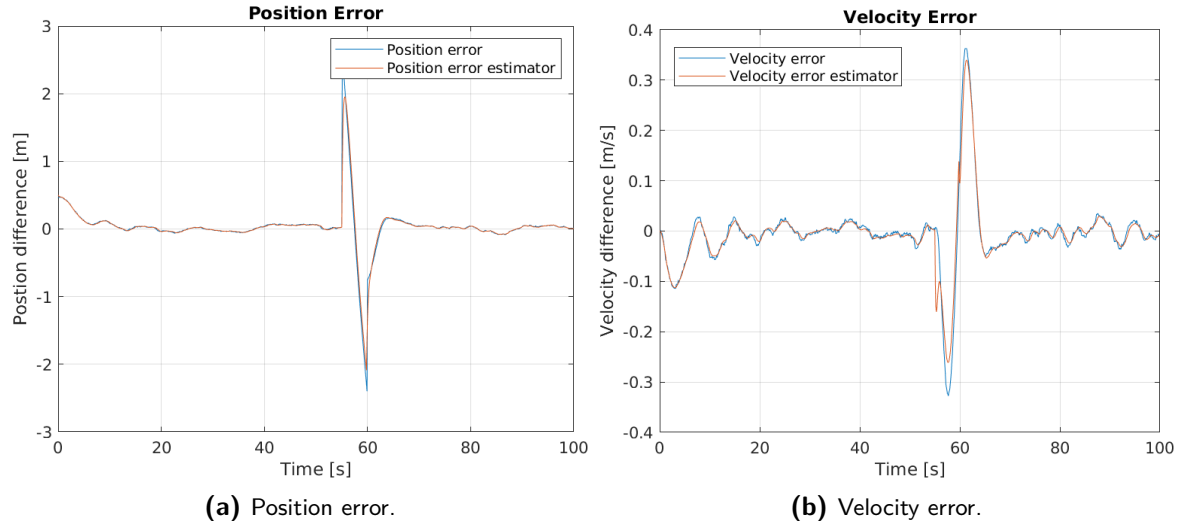 Position Error
Position error
Position error estimator
3
2
1
0
-1
-2
-3
Postion difference [m]
0
20
40
60
80
100
Time [s]
(a) Position error.
Velocity Error
Velocity error
Velocity error estimator
0.4
0.3
0.2
0.1
0
-0.1
-0.2
-0.3
-0.4
Velocity difference [m/s]
0
20
40
60
80
100
Time [s]
(b) Velocity error.